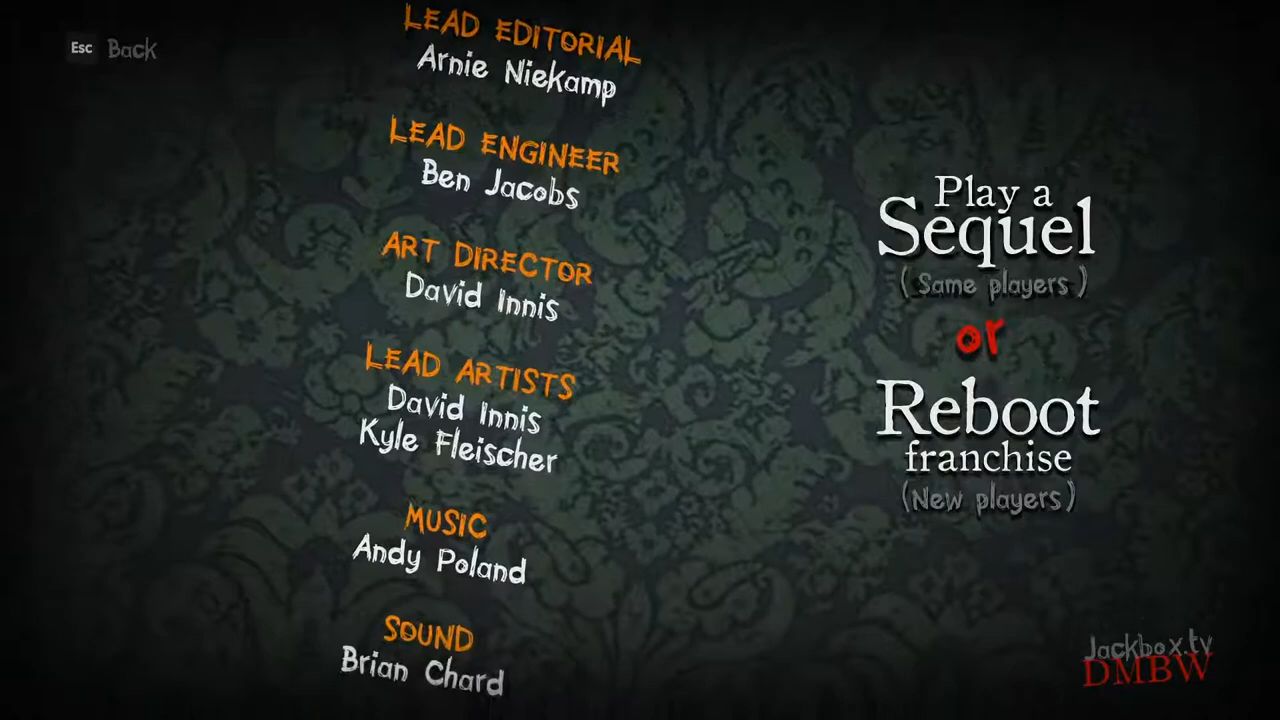 Esc Back
LEAD EDITORIAL
Arnie Niekamp
LEAD ENGINEER
Ben Jacobs
ART DIRECTOR
David Innis
LEAD ARTISTS
David Innis
Kyle Fleischer
MUSIC
Andy Poland
SOUND
Brian Chard
Play a
Sequel
(Same players)
or
Reboot
franchise
(New players)
Jackbox.tv
DMBW